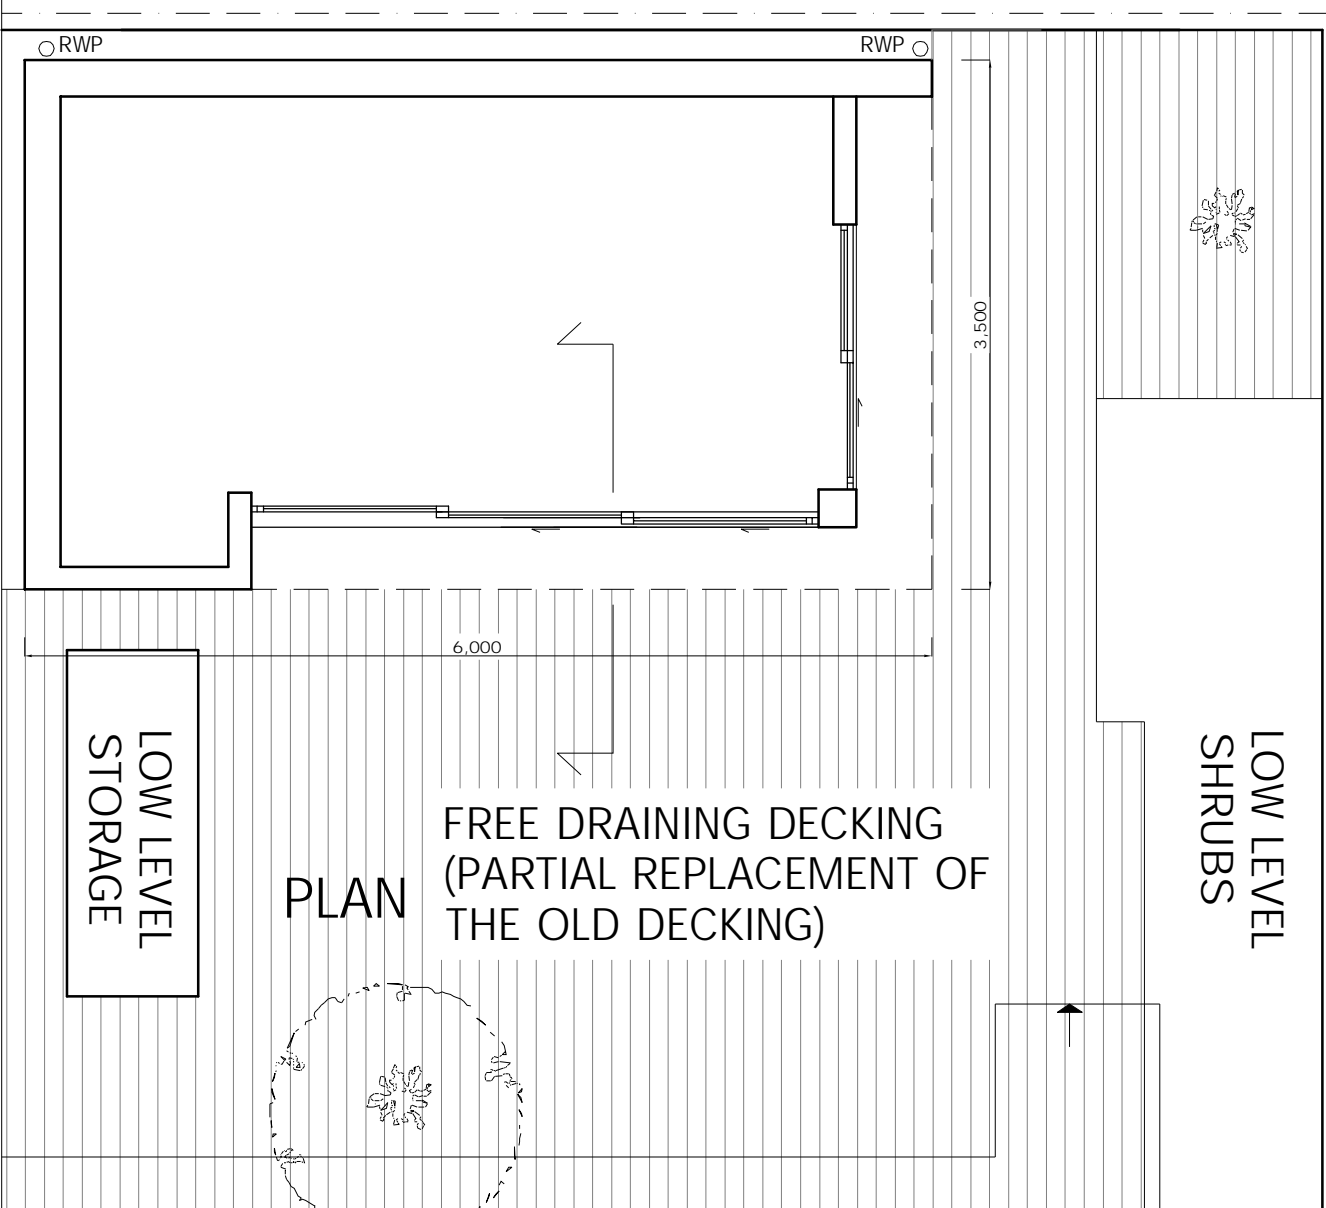 RWP
RWP
3,500
6,000
LOW LEVEL
STORAGE
PLAN
FREE DRAINING DECKING
(PARTIAL REPLACEMENT OF
THE OLD DECKING)
LOW LEVEL
SHRUBS